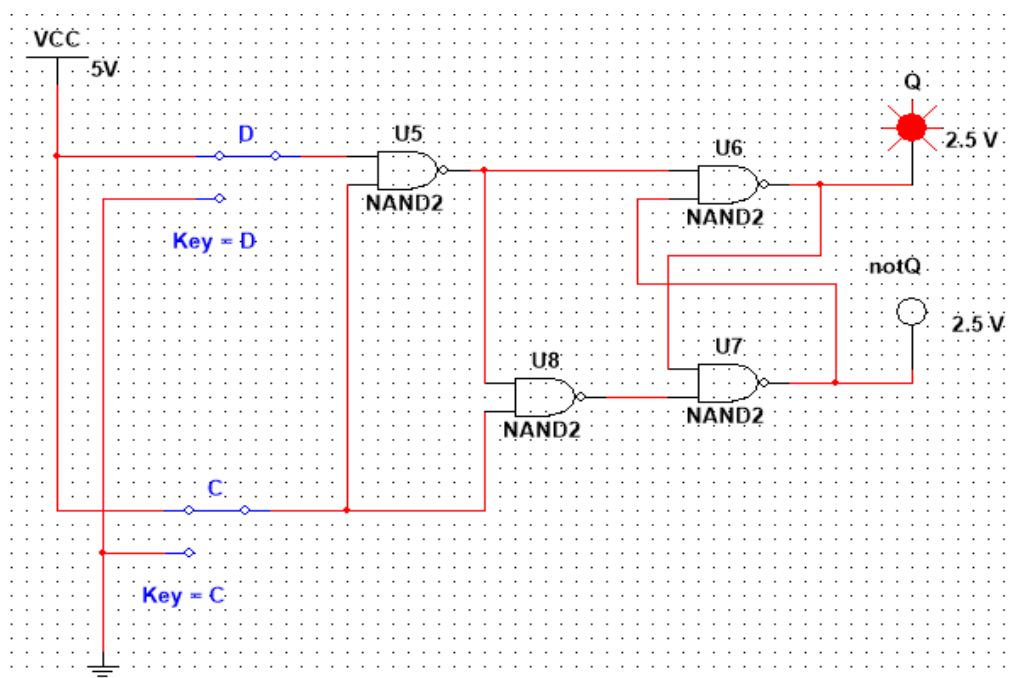 VCC
5V
D
Key = D
U5
NAND2
U6
NAND2
Q
2.5 V
notQ
2.5 V
U7
NAND2
U8
NAND2
C
Key = C